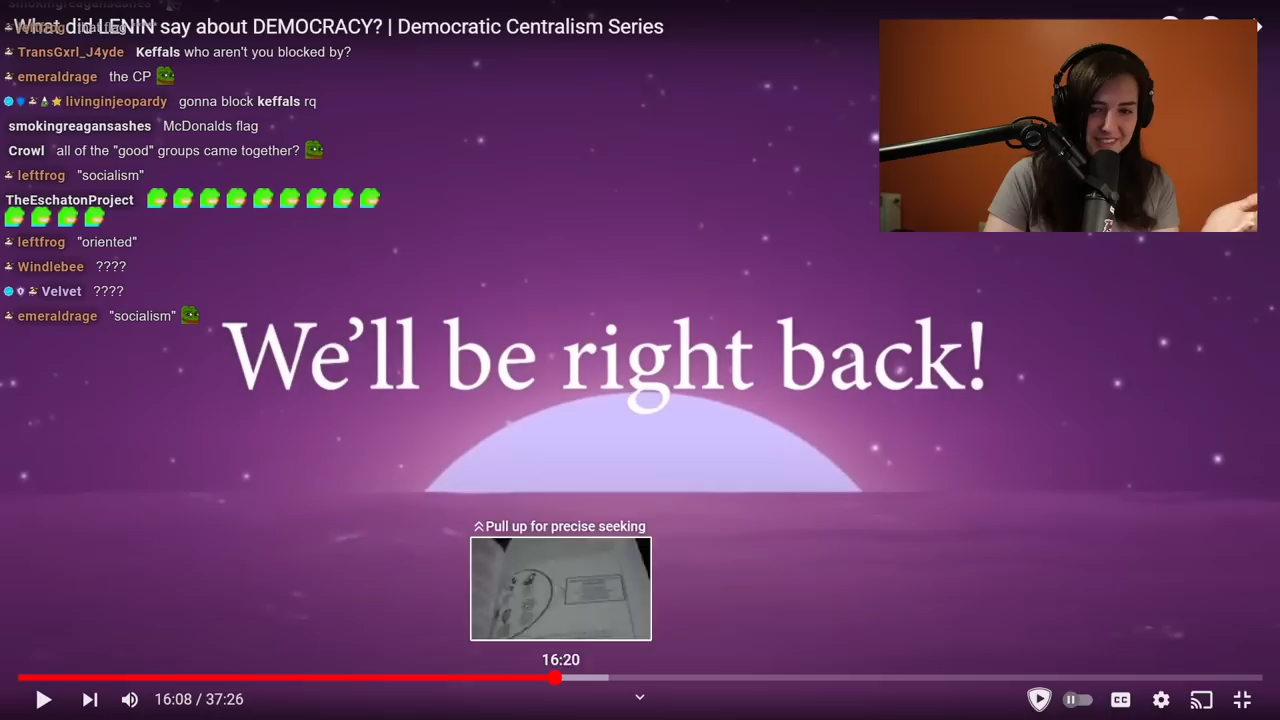 What did LENIN say about DEMOCRACY? | Democratic Centralism Series
TransGxrl_J4yde Keffals who aren't you blocked by?
emeraldrage the CP
livinginjeopardy gonna block keffals rq
smokingreagansashes McDonalds flag
Crowl all of the "good" groups came together?
leftfrog "socialism"
TheEschatonProject
leftfrog "oriented"
Windlebee ????
Velvet ????
emeraldrage "socialism"
We'll be right back!
Pull up for precise seeking
16:20
16:08 / 37:26
CC